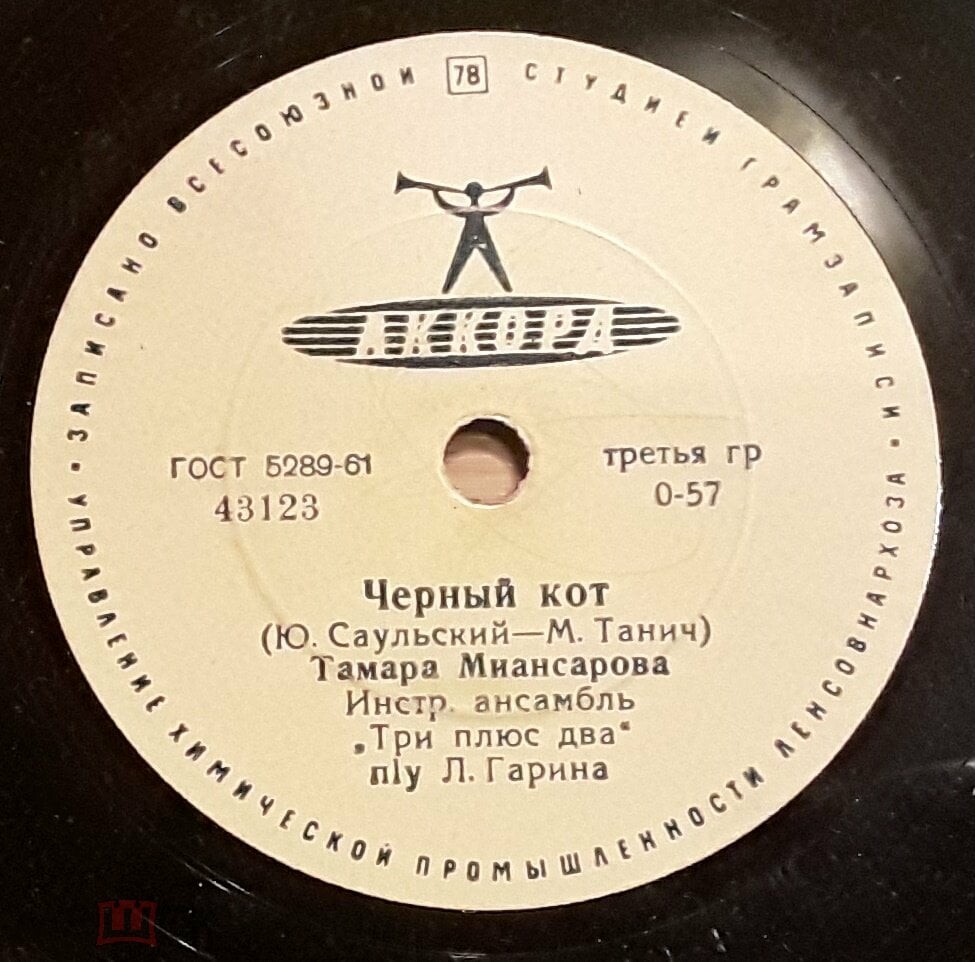 ЗАПИСАНО ВСЕСОЮЗНОЙ 78 СТУДИЕЙ ГРАМЗАПИСИ
АККОРД
ГОСТ 5289-61
43123
третья гр
0-57
Черный кот
(Ю. Саульский—М. Танич)
Тамара Миансарова
Инстр. ансамбль
„Три плюс два“
п/у Л. Гарина
УПРАВЛЕНИЕ ХИМИЧЕСКОЙ ПРОМЫШЛЕННОСТИ ЛЕНСОВНАРХОЗА